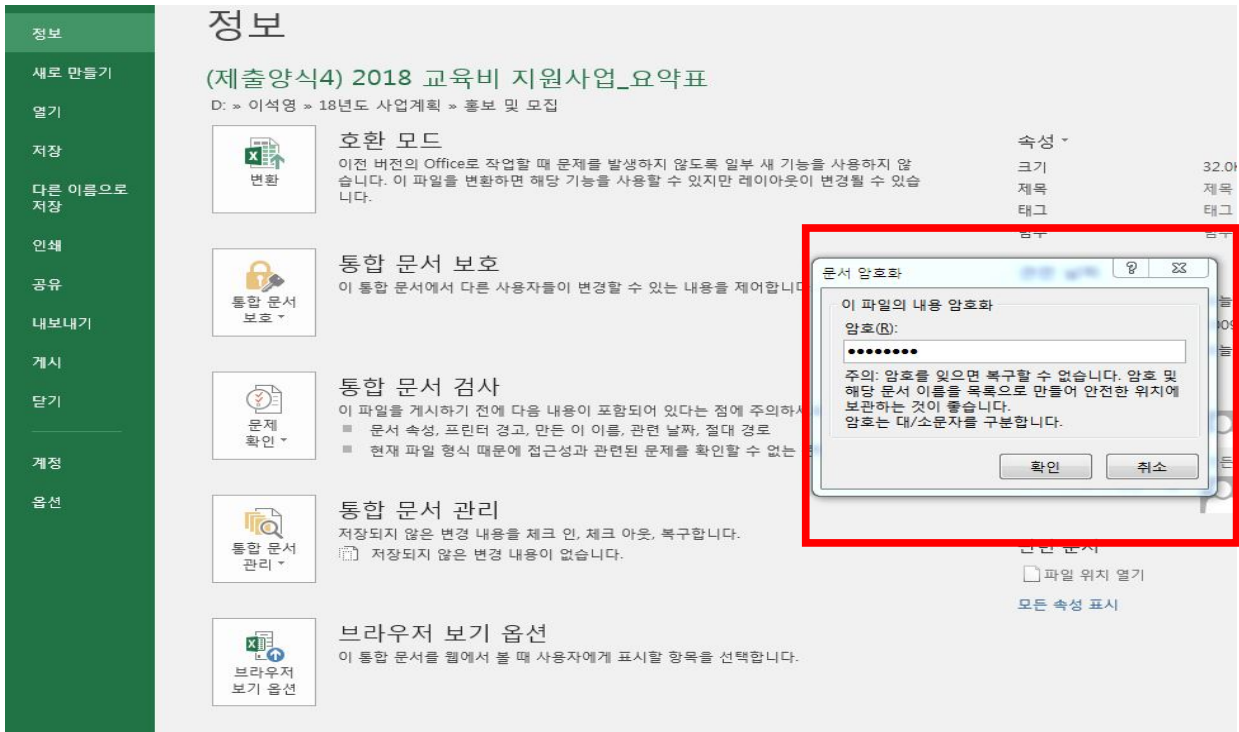 정보
새로 만들기
열기
저장
다른 이름으로
저장
인쇄
공유
내보내기
게시
닫기
계정
옵션
정보
(제출양식4) 2018 교육비 지원사업_요약표
D: » 이석영 » 18년도 사업계획 » 홍보 및 모집
변환
호환 모드
이전 버전의 Office로 작업할 때 문제를 발생하지 않도록 일부 새 기능을 사용하지 않
습니다. 이 파일을 변환하면 해당 기능을 사용할 수 있지만 레이아웃이 변경될 수 있습
니다.
통합 문서
보호
통합 문서 보호
이 통합 문서에서 다른 사용자들이 변경할 수 있는 내용을 제어합니다
문제
확인
통합 문서 검사
이 파일을 게시하기 전에 다음 내용이 포함되어 있다는 점에 주의하
문서 속성, 프린터 경고, 만든 이 이름, 관련 날짜, 절대 경로
현재 파일 형식 때문에 접근성과 관련된 문제를 확인할 수 없는
통합 문서
관리
통합 문서 관리
저장되지 않은 변경 내용을 체크 인, 체크 아웃, 복구합니다.
저장되지 않은 변경 내용이 없습니다.
브라우저
보기 옵션
브라우저 보기 옵션
이 통합 문서를 웹에서 볼 때 사용자에게 표시할 항목을 선택합니다.
속성
크기 32.0
제목 제목
태그 태그
문서 암호화
이 파일의 내용 암호화
암호(R):
●●●●●●●●
주의: 암호를 잊으면 복구할 수 없습니다. 암호 및
해당 문서 이름을 목록으로 만들어 안전한 위치에
보관하는 것이 좋습니다.
암호는 대/소문자를 구분합니다.
확인 취소
파일 위치 열기
모든 속성 표시